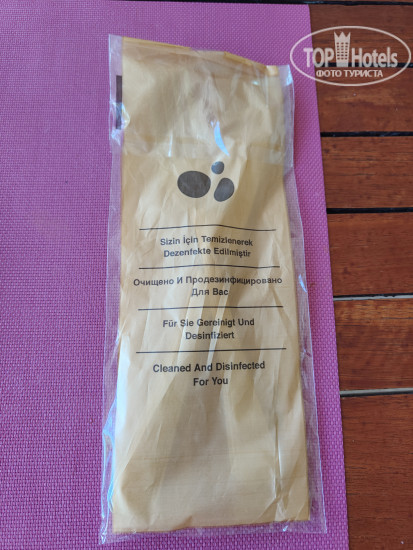 TOP Hotels
ФОТО ТУРИСТА
Sizin İçin Temizlenerek
Dezenfekte Edilmiştir
Очищено И Продезинфицировано
Для Вас
Für Sie Gereinigt Und
Desinfiziert
Cleaned And Disinfected
For You